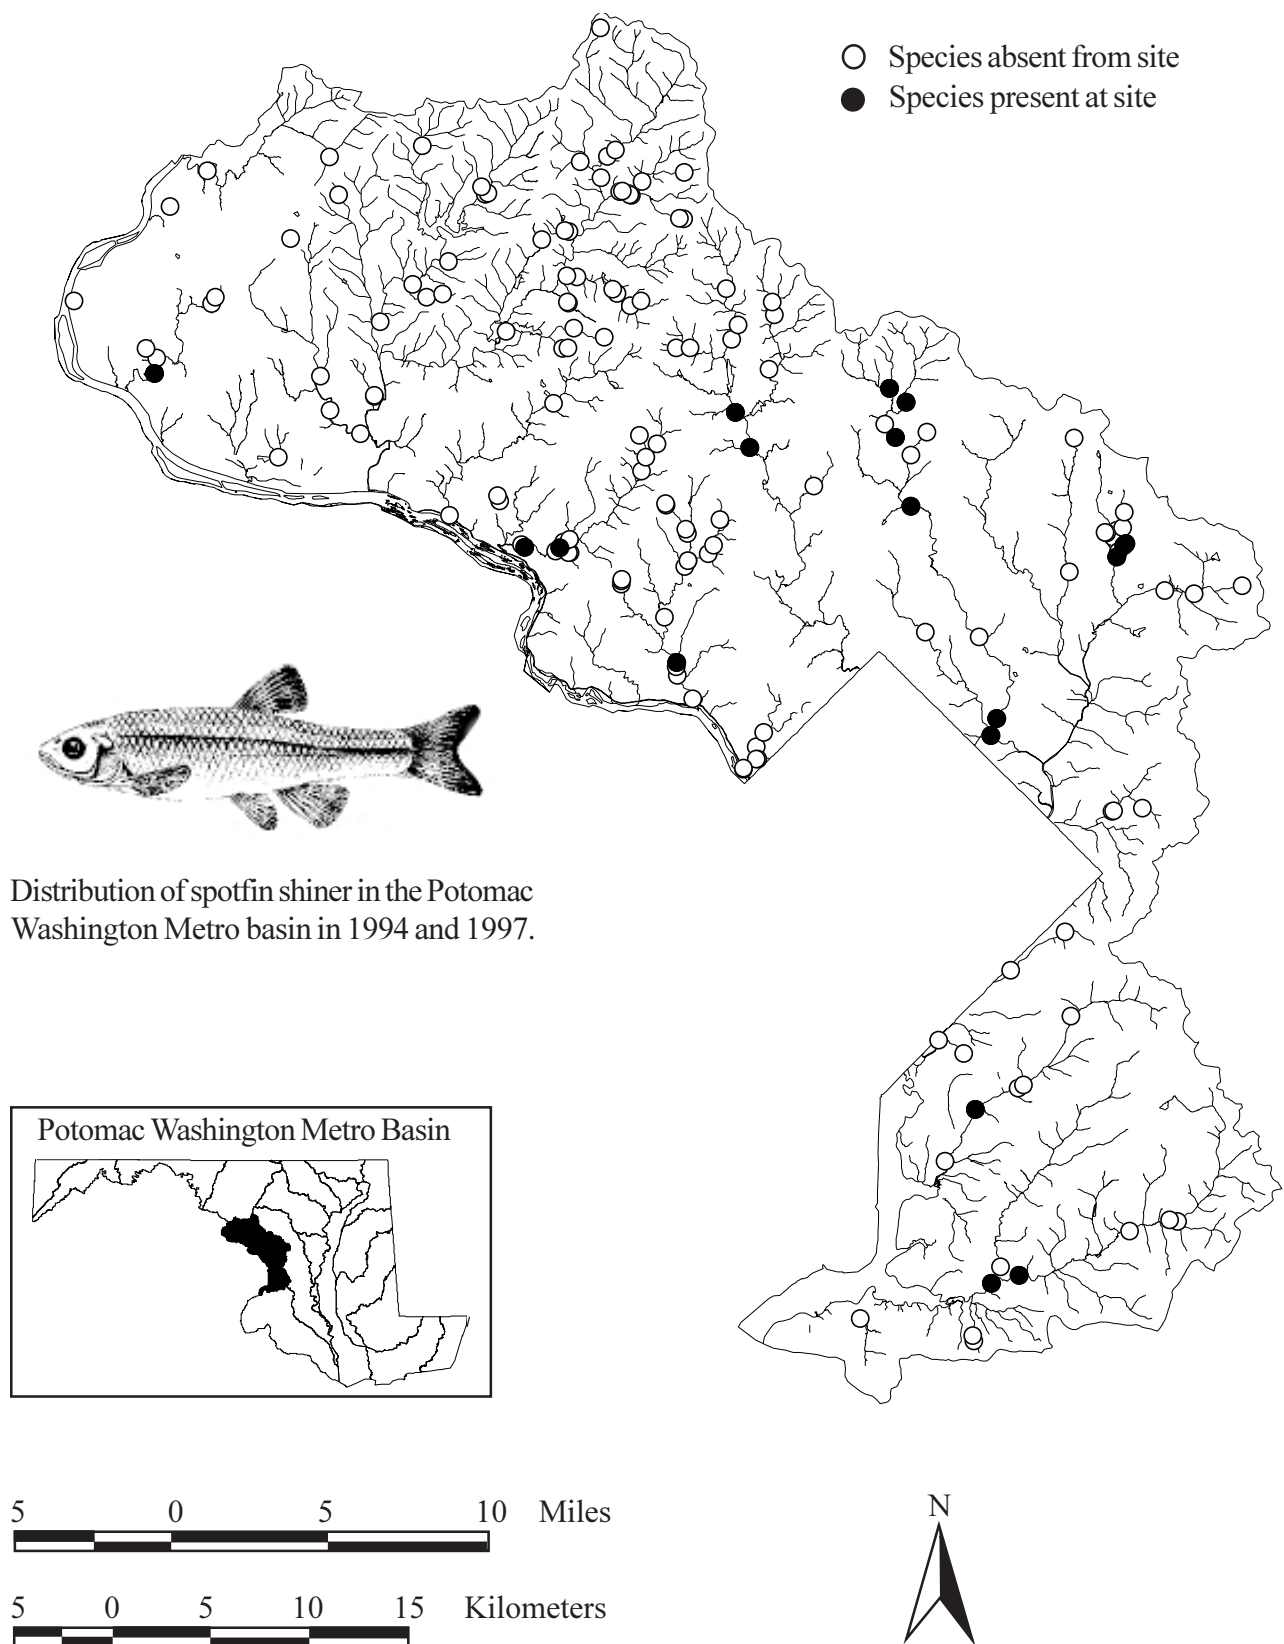 Species absent from site
Species present at site
Distribution of spotfin shiner in the Potomac
Washington Metro basin in 1994 and 1997.
Potomac Washington Metro Basin
5 0 5 10 Miles
N
5 0 5 10 15 Kilometers